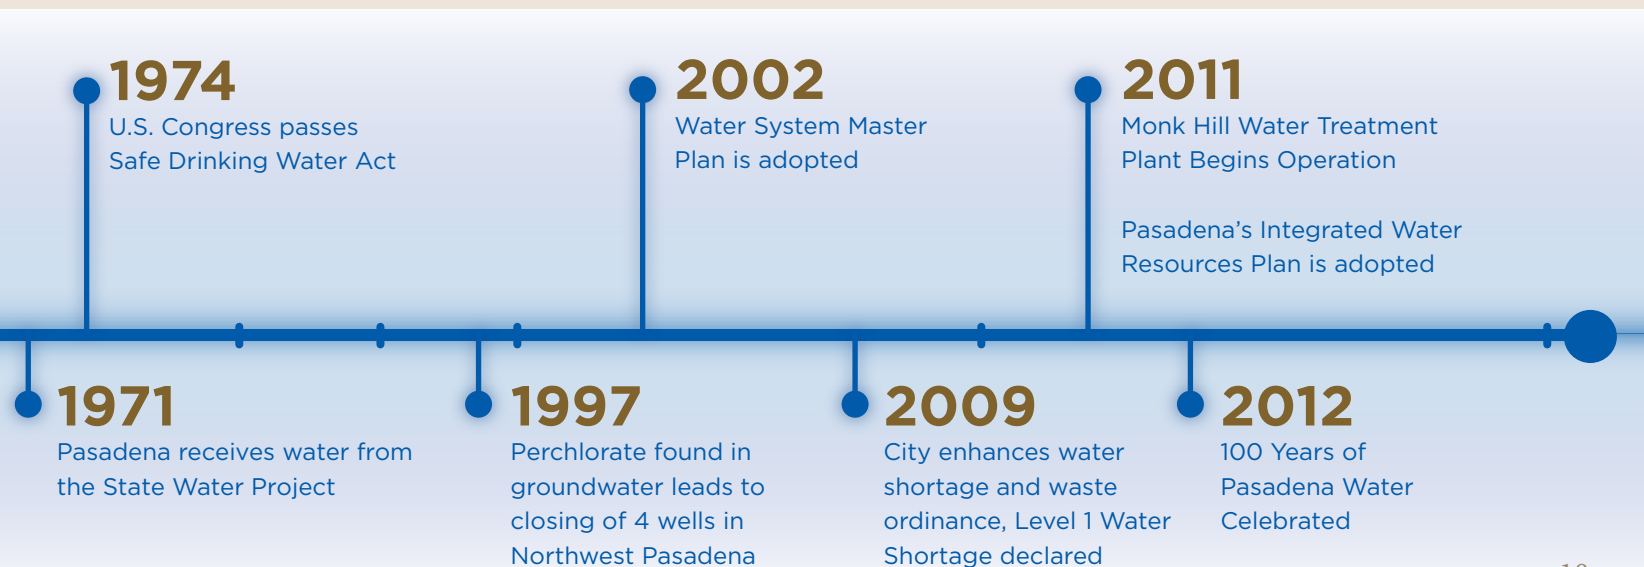 1974
U.S. Congress passes
Safe Drinking Water Act
2002
Water System Master
Plan is adopted
2011
Monk Hill Water Treatment
Plant Begins Operation
Pasadena’s Integrated Water
Resources Plan is adopted
1971
Pasadena receives water from
the State Water Project
1997
Perchlorate found in
groundwater leads to
closing of 4 wells in
Northwest Pasadena
2009
City enhances water
shortage and waste
ordinance, Level 1 Water
Shortage declared
2012
100 Years of
Pasadena Water
Celebrated